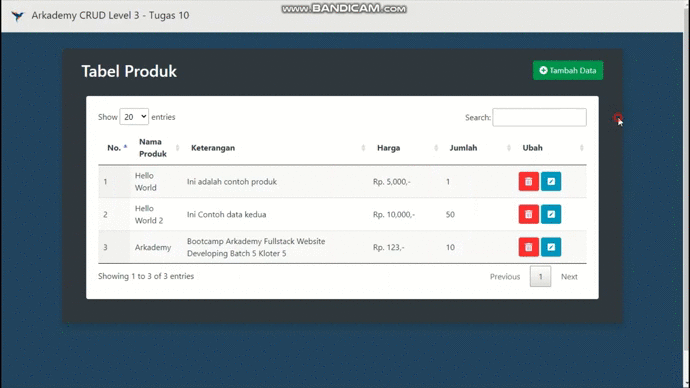 www.BANDICAM.com
Arkademy CRUD Level 3 - Tugas 10
Tabel Produk
Tambah Data
Show 20 entries
Search:
No. Nama Produk Keterangan Harga Jumlah Ubah
1 Hello World Ini adalah contoh produk Rp. 5,000,- 1
2 Hello World 2 Ini Contoh data kedua Rp. 10,000,- 50
3 Arkademy Bootcamp Arkademy Fullstack Website Developing Batch 5 Kloter 5 Rp. 123,- 10
Showing 1 to 3 of 3 entries
Previous 1 Next